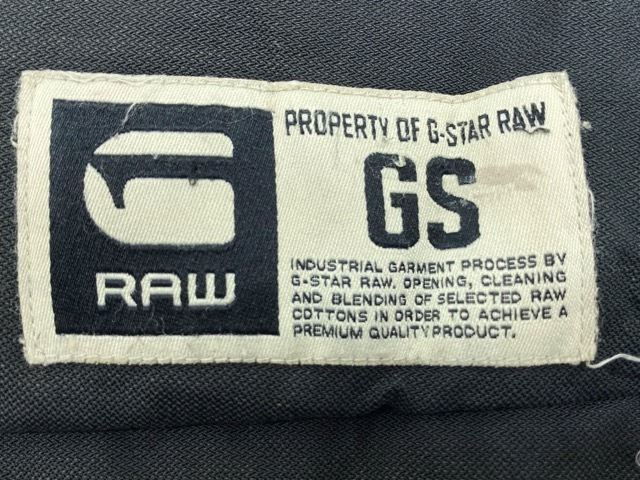 RAW
PROPERTY OF G-STAR RAW
GS
INDUSTRIAL GARMENT PROCESS BY
G-STAR RAW. OPENING, CLEANING
AND BLENDING OF SELECTED RAW
COTTONS IN ORDER TO ACHIEVE A
PREMIUM QUALITY PRODUCT.